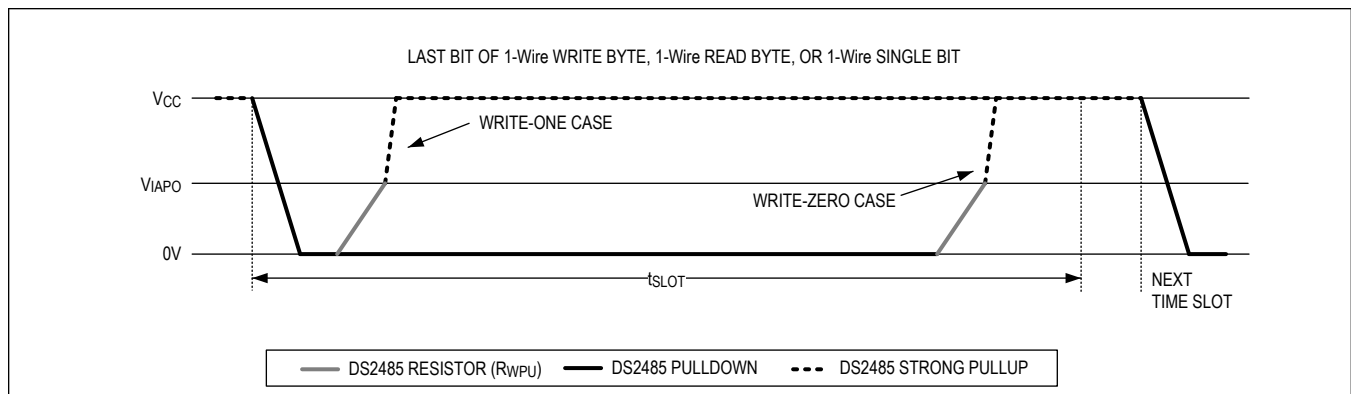 LAST BIT OF 1-Wire WRITE BYTE, 1-Wire READ BYTE, OR 1-Wire SINGLE BIT
VCC
WRITE-ONE CASE
VIAPO
WRITE-ZERO CASE
0V
tSLOT
NEXT
TIME SLOT
DS2485 RESISTOR (RWPU)
DS2485 PULLDOWN
DS2485 STRONG PULLUP